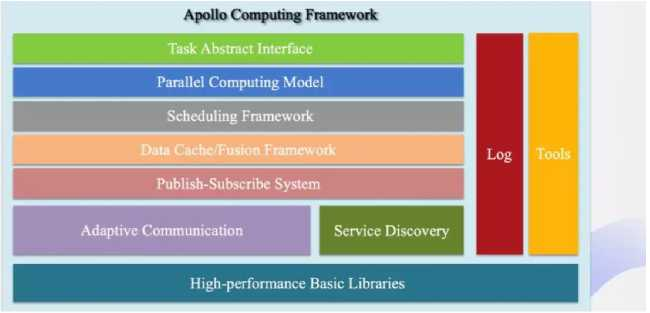 Apollo Computing Framework
Task Abstract Interface
Parallel Computing Model
Scheduling Framework
Data Cache/Fusion Framework
Log
Tools
Publish-Subscribe System
Adaptive Communication
Service Discovery
High-performance Basic Libraries